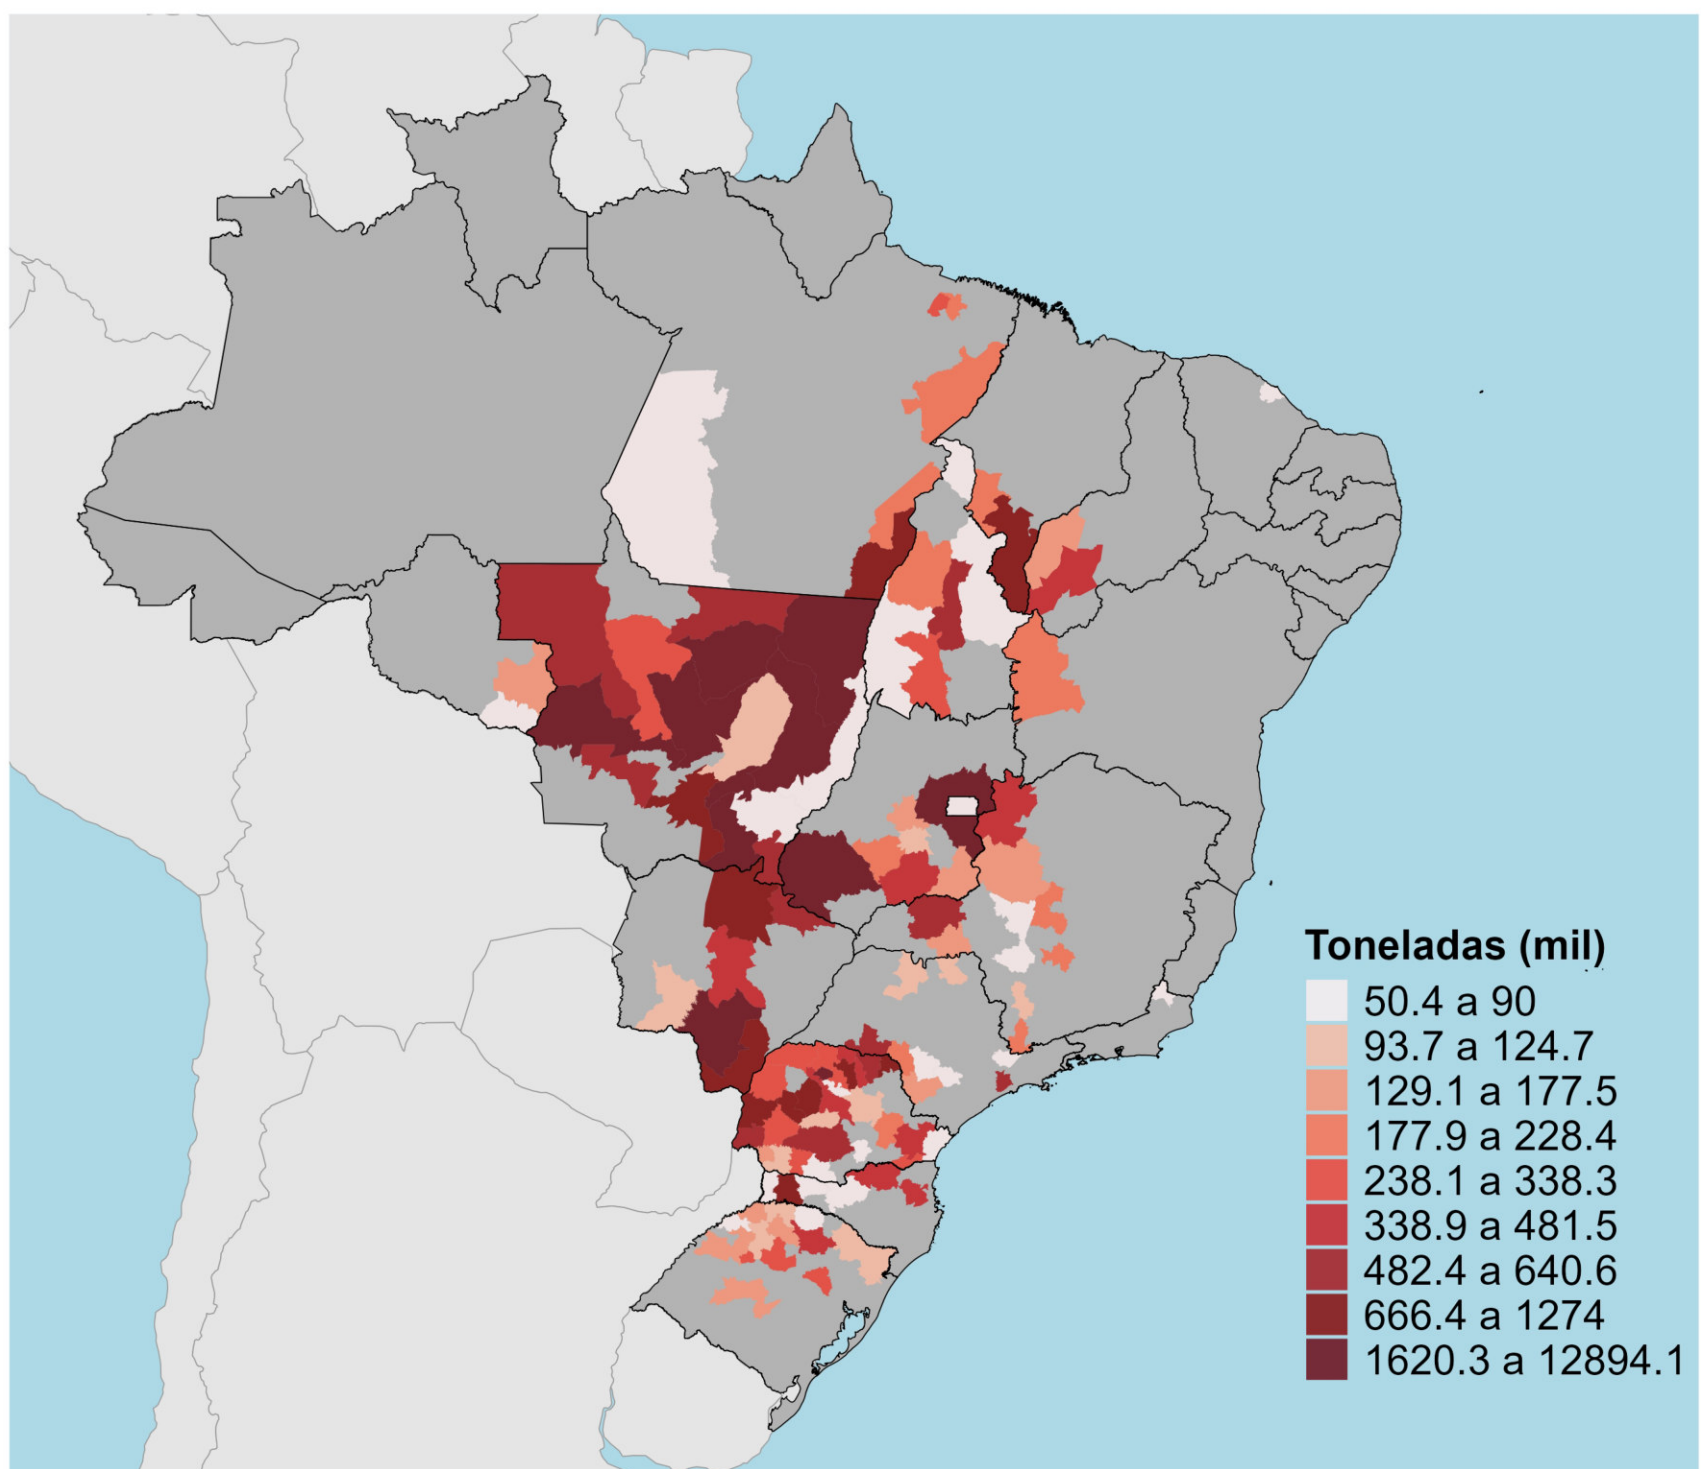 Toneladas (mil)
50.4 a 90
93.7 a 124.7
129.1 a 177.5
177.9 a 228.4
238.1 a 338.3
338.9 a 481.5
482.4 a 640.6
666.4 a 1274
1620.3 a 12894.1